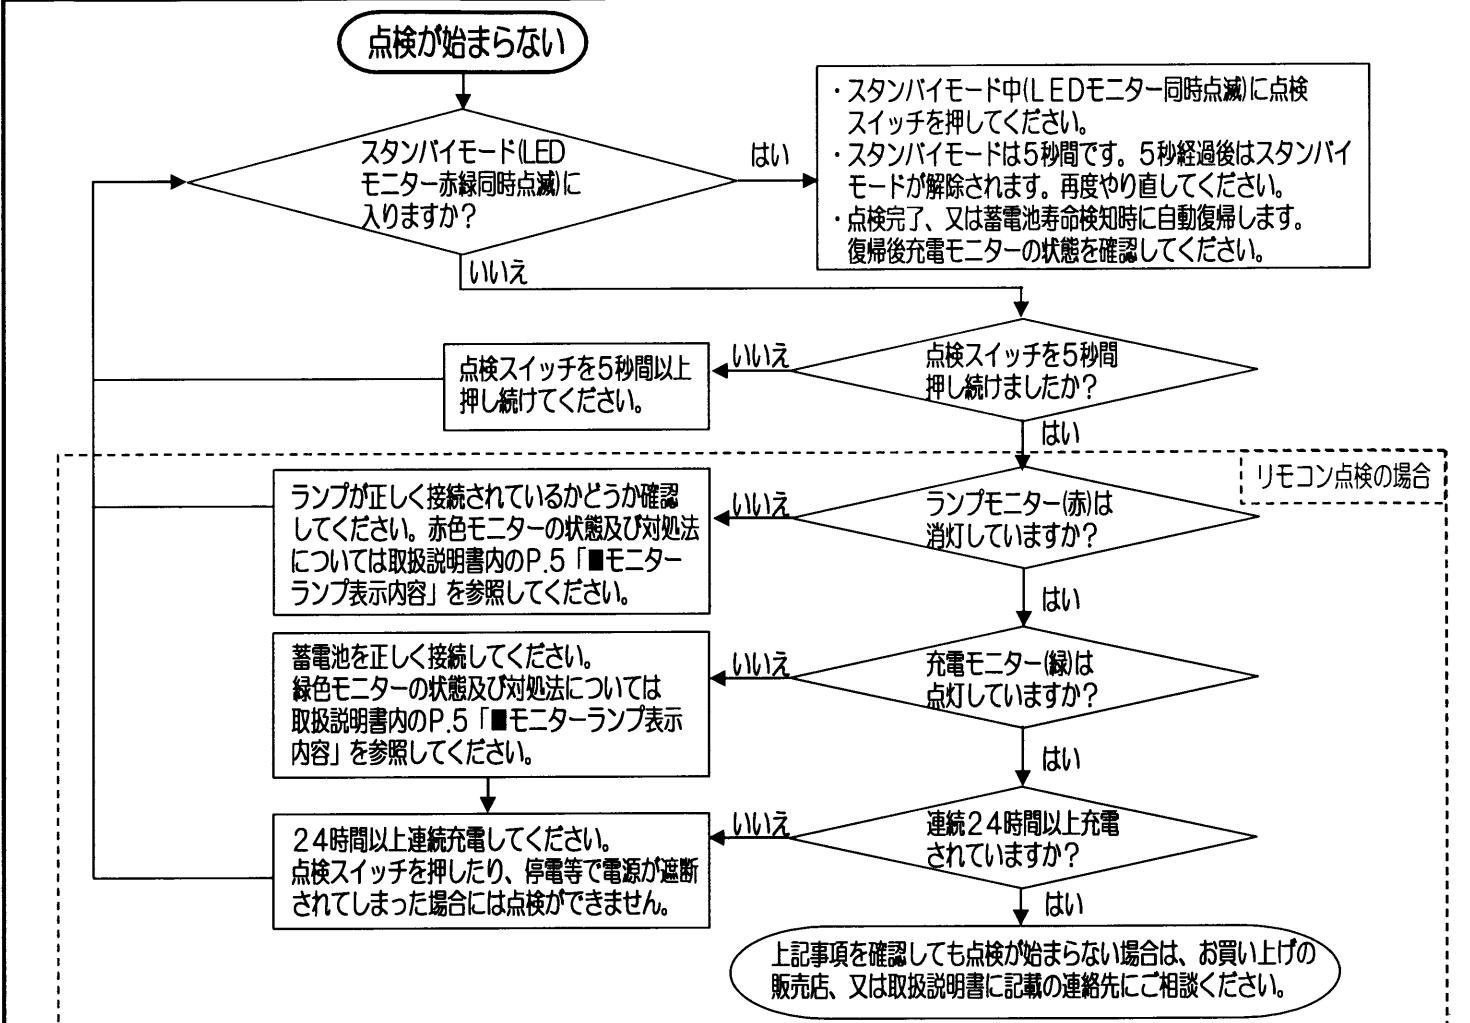 点検が始まらない
スタンバイモード(LED
モニター赤緑同時点滅)に
入りますか？
はい
・スタンバイモード中(ＬＥＤモニター同時点滅)に点検
スイッチを押してください。
・スタンバイモードは５秒間です。５秒経過後はスタンバイ
モードが解除されます。再度やり直してください。
・点検完了、又は蓄電池寿命検知時に自動復帰します。
復帰後充電モニターの状態を確認してください。
いいえ
点検スイッチを５秒間
押し続けましたか？
いいえ
点検スイッチを５秒間以上
押し続けてください。
はい
リモコン点検の場合
ランプモニター(赤)は
消灯していますか？
いいえ
ランプが正しく接続されているかどうか確認
してください。赤色モニターの状態及び対処法
については取扱説明書内のＰ.５「■モニター
ランプ表示内容」を参照してください。
はい
充電モニター(緑)は
点灯していますか？
いいえ
蓄電池を正しく接続してください。
緑色モニターの状態及び対処法については
取扱説明書内のＰ.５「■モニターランプ表示
内容」を参照してください。
はい
連続２４時間以上充電
されていますか？
いいえ
２４時間以上連続充電してください。
点検スイッチを押したり、停電等で電源が遮断
されてしまった場合には点検ができません。
はい
上記事項を確認しても点検が始まらない場合は、お買い上げの
販売店、又は取扱説明書に記載の連絡先にご相談ください。